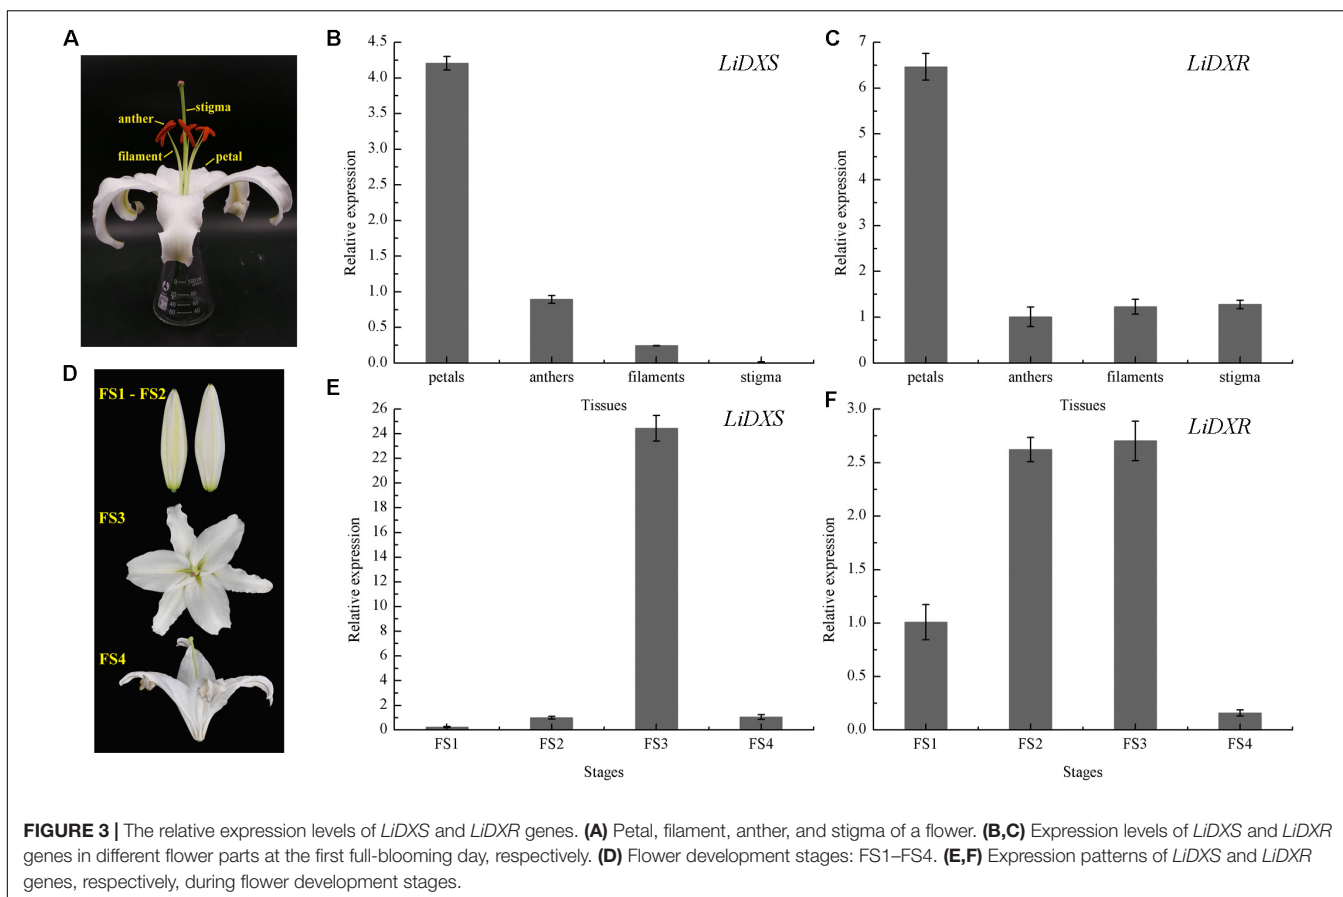 A
stigma
anther
filament
petal
B
LiDXS
4.5
4.0
3.5
3.0
2.5
2.0
1.5
1.0
0.5
0.0
Relative expression
petals anthers filaments stigma
Tissues
C
LiDXR
7
6
5
4
3
2
1
0
Relative expression
petals anthers filaments stigma
Tissues
D
FS1 - FS2
FS3
FS4
E
LiDXS
26
24
22
20
18
16
14
12
10
8
6
4
2
0
Relative expression
FS1 FS2 FS3 FS4
Stages
F
LiDXR
3.0
2.5
2.0
1.5
1.0
0.5
0.0
Relative expression
FS1 FS2 FS3 FS4
Stages
FIGURE 3 | The relative expression levels of LiDXS and LiDXR genes. (A) Petal, filament, anther, and stigma of a flower. (B,C) Expression levels of LiDXS and LiDXR
genes in different flower parts at the first full-blooming day, respectively. (D) Flower development stages: FS1–FS4. (E,F) Expression patterns of LiDXS and LiDXR
genes, respectively, during flower development stages.